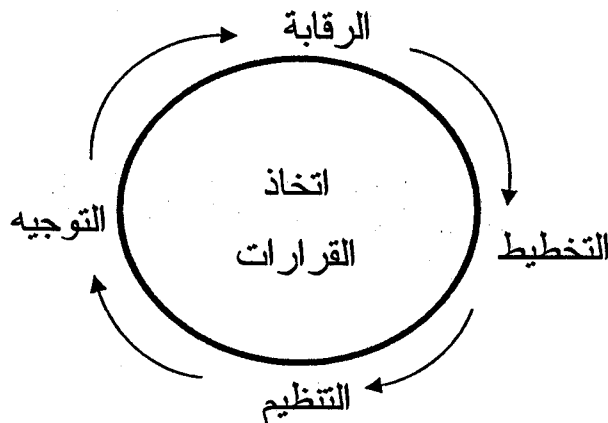 الرقابة
اتخاذ
القرارات
التخطيط
التوجيه
التنظيم